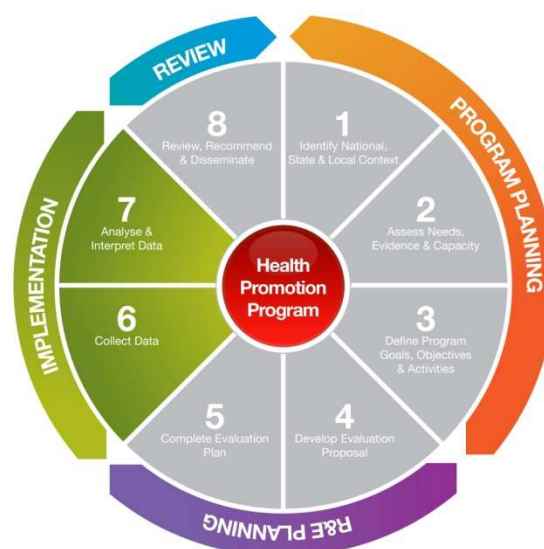 REVIEW
PROGRAM PLANNING
R&E PLANNING
IMPLEMENTATION
Health
Promotion
Program
1
Identify National,
State & Local Context
2
Assess Needs,
Evidence & Capacity
3
Define Program
Goals, Objectives
& Activities
4
Develop Evaluation
Proposal
5
Complete Evaluation
Plan
6
Collect Data
7
Analyse &
Interpret Data
8
Review, Recommend
& Disseminate